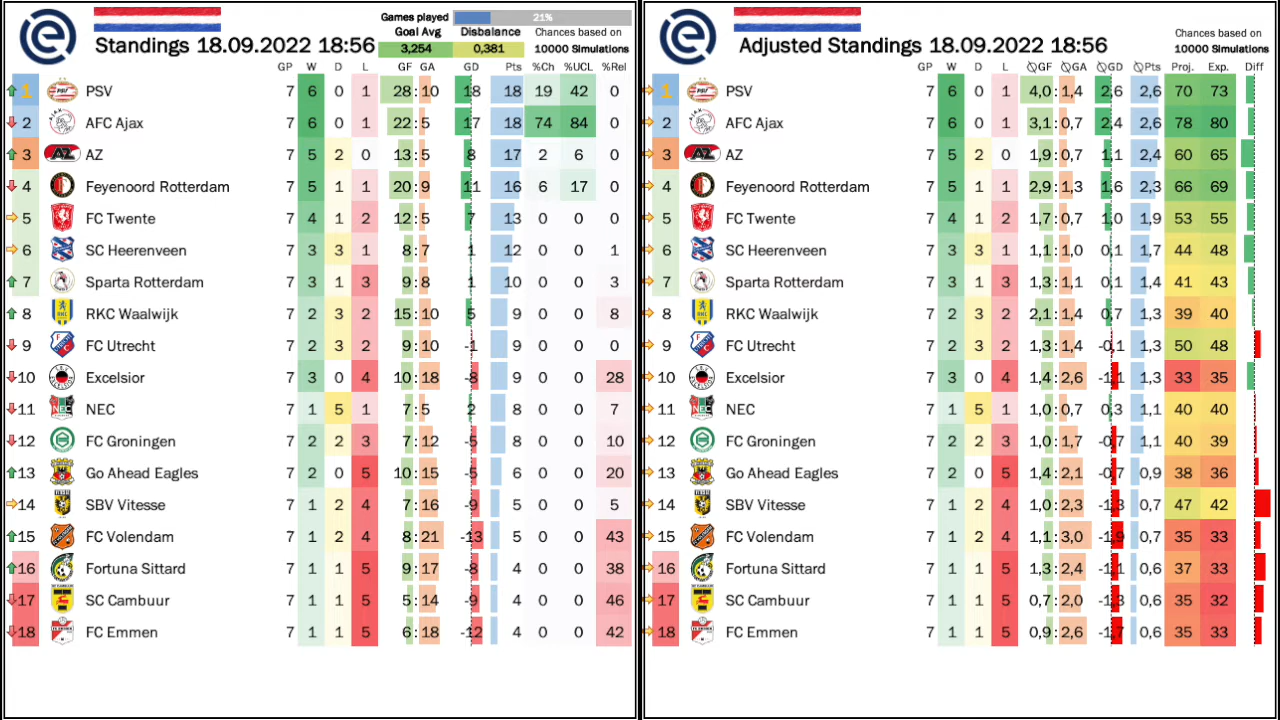 Games played 21%
Goal Avg Disbalance Chances based on
Standings 18.09.2022 18:56 3,254 0,381 10000 Simulations
GP W D L GF GA GD Pts %Ch %UCL %Rel
1 PSV 7 6 0 1 28:10 18 18 19 42 0
2 AFC Ajax 7 6 0 1 22:5 17 18 74 84 0
3 AZ 7 5 2 0 13:5 8 17 2 6 0
4 Feyenoord Rotterdam 7 5 1 1 20:9 11 16 6 17 0
5 FC Twente 7 4 1 2 12:5 7 13 0 0 0
6 SC Heerenveen 7 3 3 1 8:7 1 12 0 0 1
7 Sparta Rotterdam 7 3 1 3 9:8 1 10 0 0 3
8 RKC Waalwijk 7 2 3 2 15:10 5 9 0 0 8
9 FC Utrecht 7 2 3 2 9:10 -1 9 0 0 0
10 Excelsior 7 3 0 4 10:18 -8 9 0 0 28
11 NEC 7 1 5 1 7:5 2 8 0 0 7
12 FC Groningen 7 2 2 3 7:12 -5 8 0 0 10
13 Go Ahead Eagles 7 2 0 5 10:15 -5 6 0 0 20
14 SBV Vitesse 7 1 2 4 7:16 -9 5 0 0 5
15 FC Volendam 7 1 2 4 8:21 -13 5 0 0 43
16 Fortuna Sittard 7 1 1 5 9:17 -8 4 0 0 38
17 SC Cambuur 7 1 1 5 5:14 -9 4 0 0 46
18 FC Emmen 7 1 1 5 6:18 -12 4 0 0 42
Chances based on
Adjusted Standings 18.09.2022 18:56 10000 Simulations
GP W D L ∅GF ∅GA ∅GD ∅Pts Proj. Exp. Diff
1 PSV 7 6 0 1 4,0:1,4 2,6 2,6 70 73
2 AFC Ajax 7 6 0 1 3,1:0,7 2,4 2,6 78 80
3 AZ 7 5 2 0 1,9:0,7 1,1 2,4 60 65
4 Feyenoord Rotterdam 7 5 1 1 2,9:1,3 1,6 2,3 66 69
5 FC Twente 7 4 1 2 1,7:0,7 1,0 1,9 53 55
6 SC Heerenveen 7 3 3 1 1,1:1,0 0,1 1,7 44 48
7 Sparta Rotterdam 7 3 1 3 1,3:1,1 0,1 1,4 41 43
8 RKC Waalwijk 7 2 3 2 2,1:1,4 0,7 1,3 39 40
9 FC Utrecht 7 2 3 2 1,3:1,4 -0,1 1,3 50 48
10 Excelsior 7 3 0 4 1,4:2,6 -1,1 1,3 33 35
11 NEC 7 1 5 1 1,0:0,7 0,3 1,1 40 40
12 FC Groningen 7 2 2 3 1,0:1,7 -0,7 1,1 40 39
13 Go Ahead Eagles 7 2 0 5 1,4:2,1 -0,7 0,9 38 36
14 SBV Vitesse 7 1 2 4 1,0:2,3 -1,3 0,7 47 42
15 FC Volendam 7 1 2 4 1,1:3,0 -1,9 0,7 35 33
16 Fortuna Sittard 7 1 1 5 1,3:2,4 -1,1 0,6 37 33
17 SC Cambuur 7 1 1 5 0,7:2,0 -1,3 0,6 35 32
18 FC Emmen 7 1 1 5 0,9:2,6 -1,7 0,6 35 33